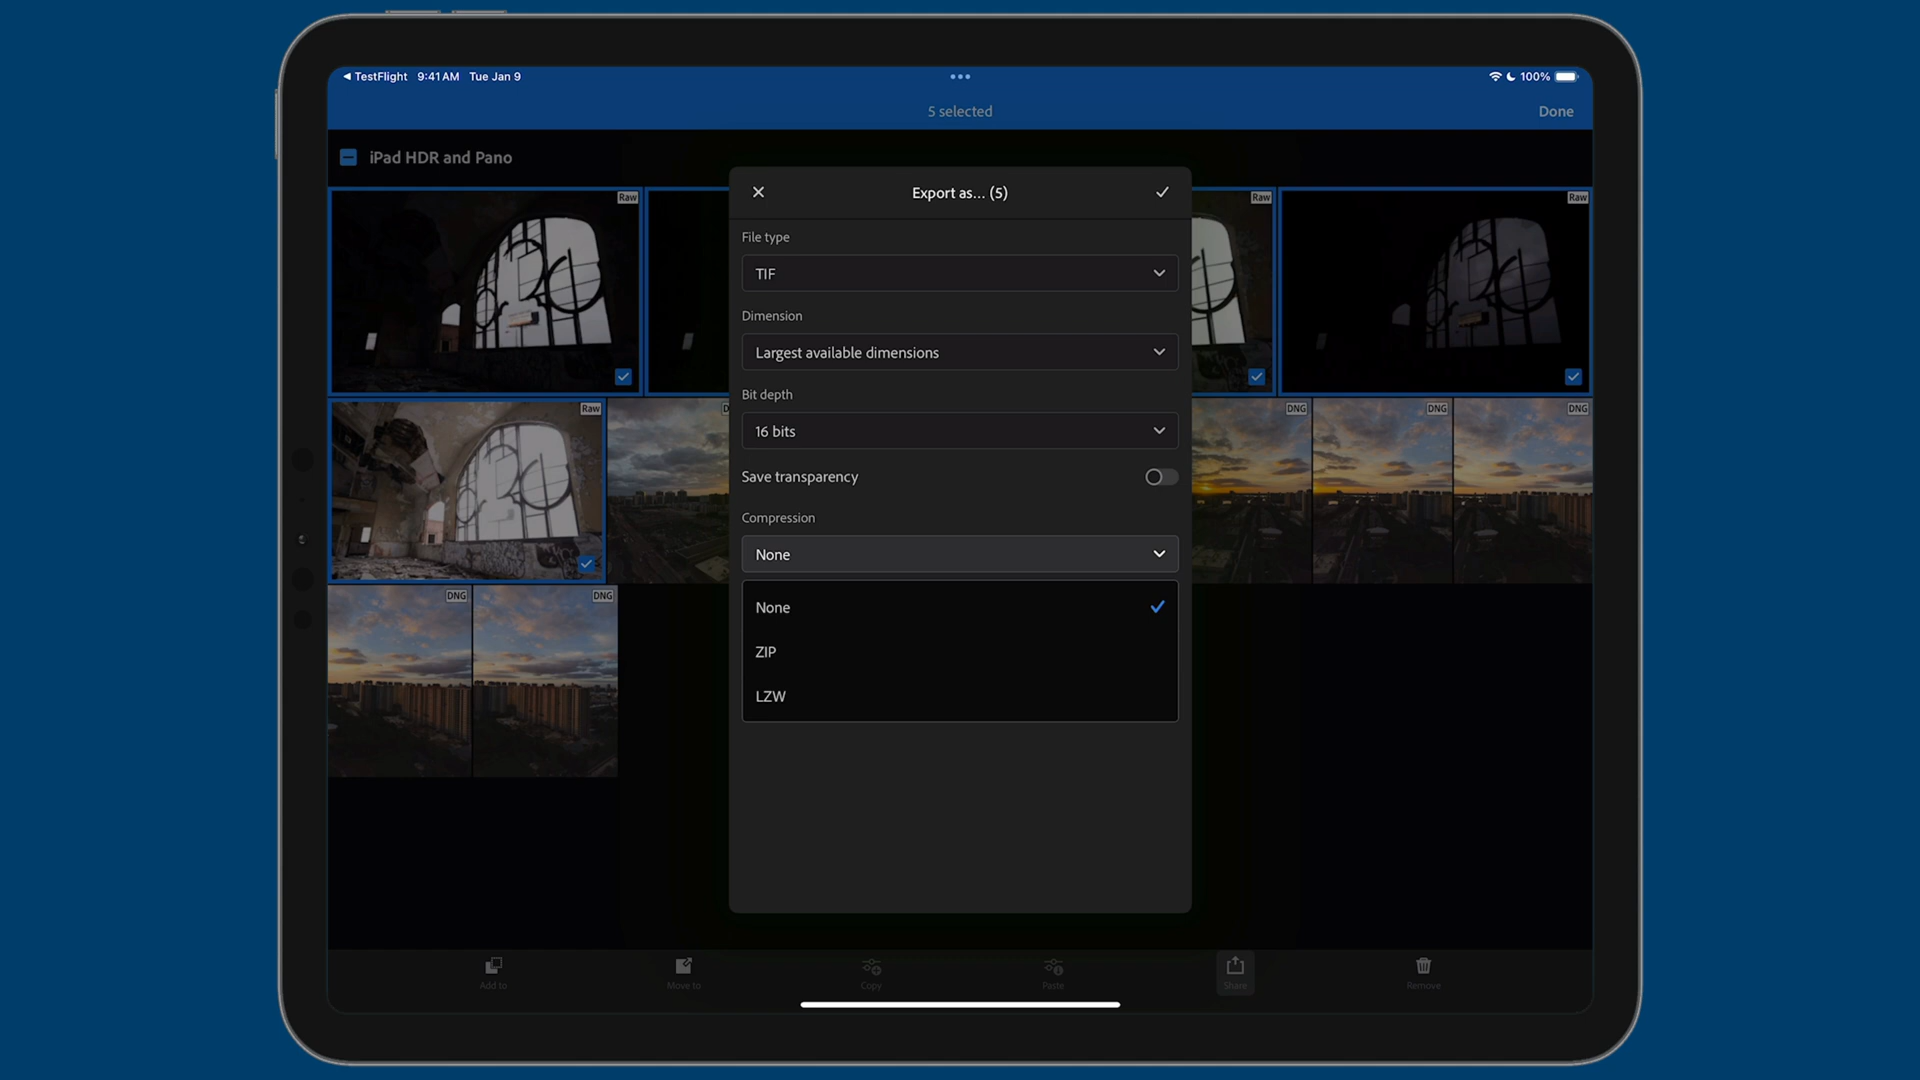 ◀ TestFlight 9:41 AM Tue Jan 9
100%
5 selected
Done
iPad HDR and Pano
Raw
Raw
Raw
Export as... (5)
File type
TIF
Dimension
Largest available dimensions
Bit depth
16 bits
Save transparency
Compression
None
None
ZIP
LZW
Raw
D
DNG
DNG
DNG
DNG
DNG
Add to
Move to
Copy
Paste
Share
Remove